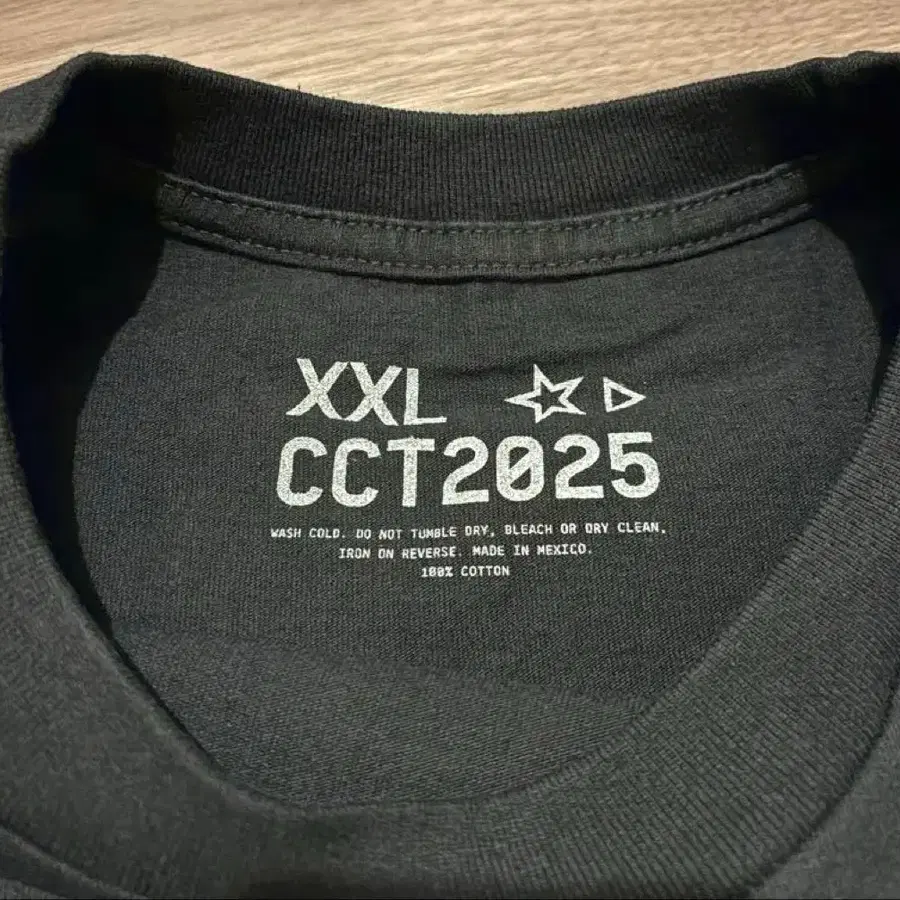 XXL
CCT2025
WASH COLD. DO NOT TUMBLE DRY, BLEACH OR DRY CLEAN,
IRON ON REVERSE. MADE IN MEXICO.
100% COTTON